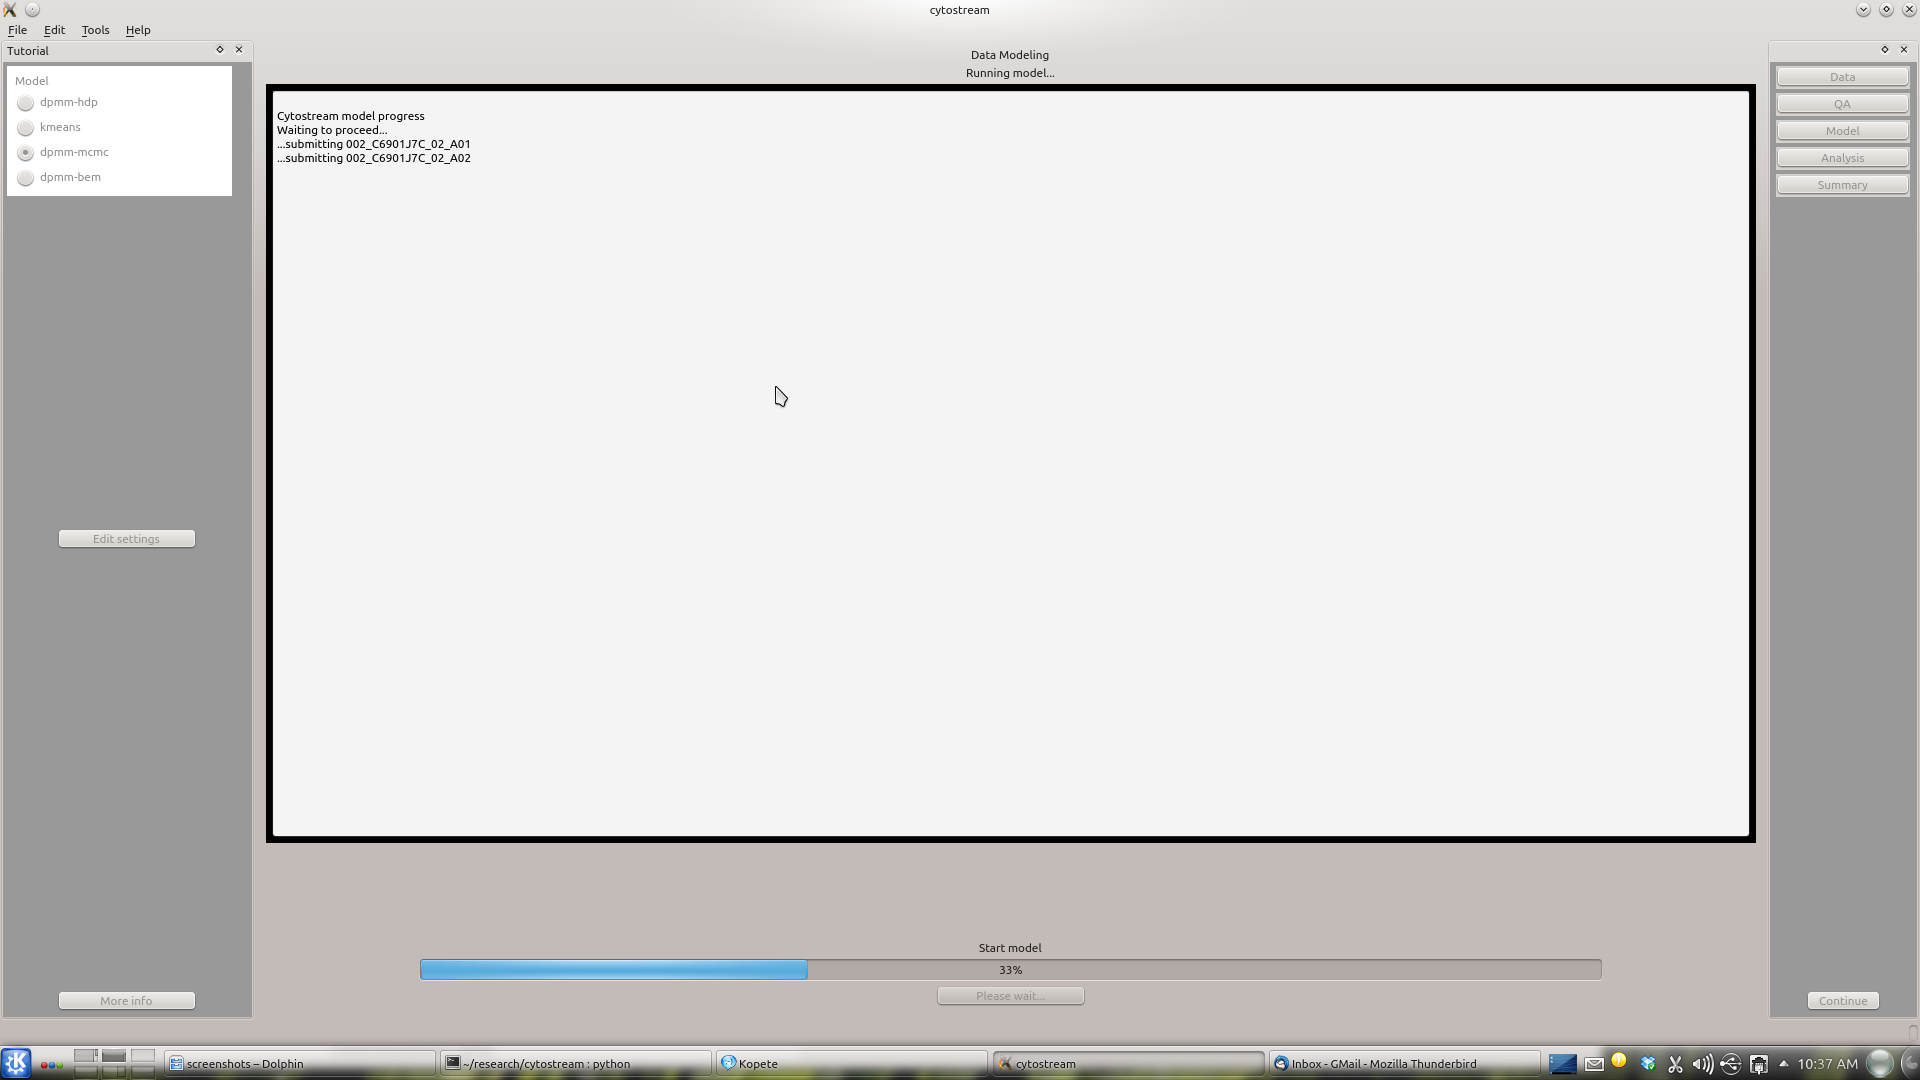 cytostream
File Edit Tools Help
Tutorial
Model
dpmm-hdp
kmeans
dpmm-mcmc
dpmm-bem
Edit settings
More info
Data Modeling
Running model...
Cytostream model progress
Waiting to proceed...
...submitting 002_C6901J7C_02_A01
...submitting 002_C6901J7C_02_A02
Start model
33%
Please wait...
Data
QA
Model
Analysis
Summary
Continue
screenshots – Dolphin
~/research/cytostream : python
Kopete
cytostream
Inbox - GMail - Mozilla Thunderbird
10:37 AM